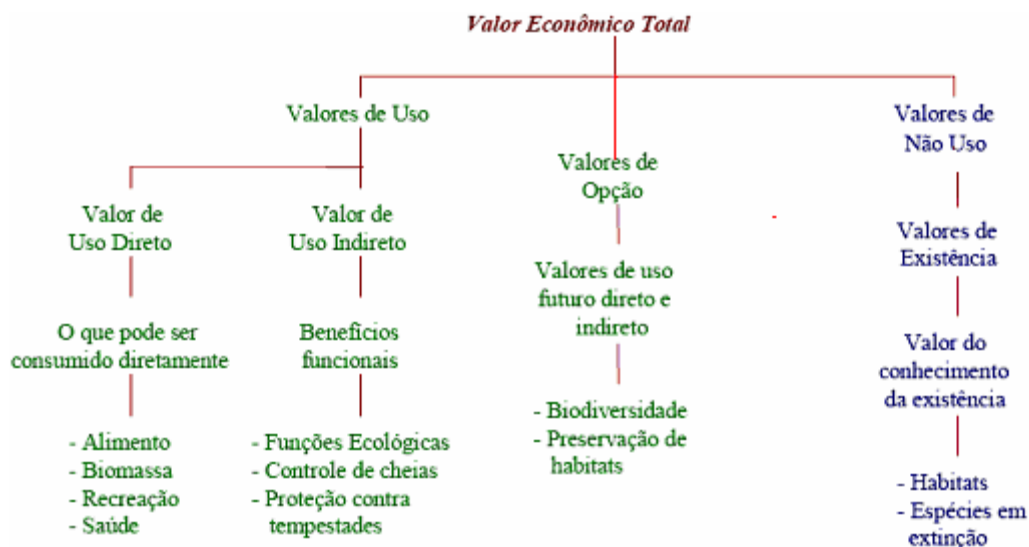 Valor Econômico Total
Valores de Uso
Valor de
Uso Direto
O que pode ser
consumido diretamente
- Alimento
- Biomassa
- Recreação
- Saúde
Valor de
Uso Indireto
Benefícios
funcionais
- Funções Ecológicas
- Controle de cheias
- Proteção contra
tempestades
Valores de
Opção
Valores de uso
futuro direto e
indireto
- Biodiversidade
- Preservação de
habitats
Valores de
Não Uso
Valores de
Existência
Valor do
conhecimento
da existência
- Habitats
- Espécies em
extinção